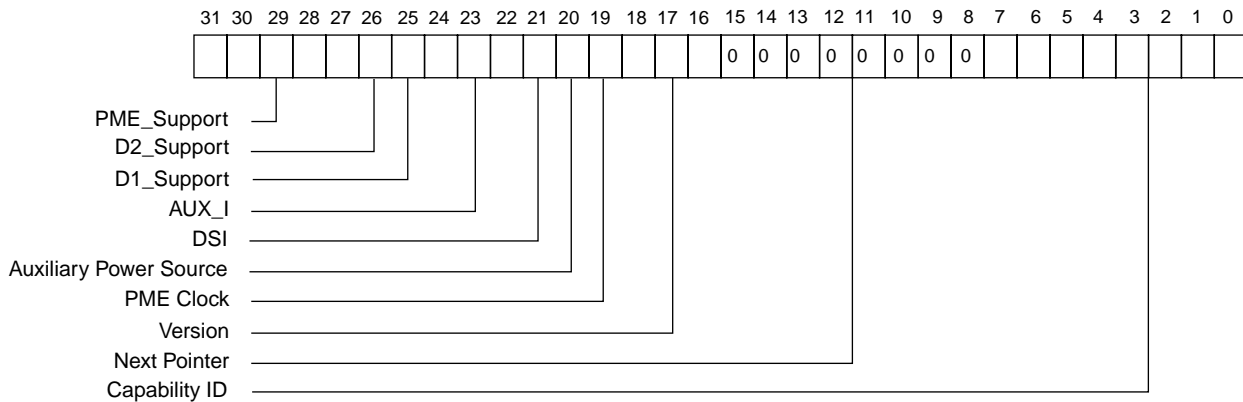 31 30 29 28 27 26 25 24 23 22 21 20 19 18 17 16 15 14 13 12 11 10 9 8 7 6 5 4 3 2 1 0
0 0 0 0 0 0 0 0
PME_Support
D2_Support
D1_Support
AUX_I
DSI
Auxiliary Power Source
PME Clock
Version
Next Pointer
Capability ID